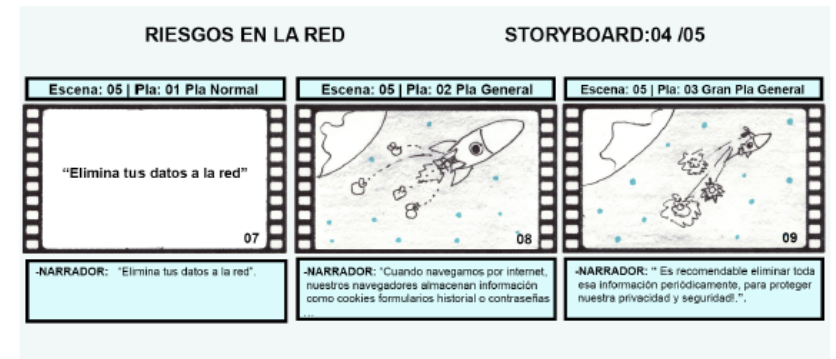 RIESGOS EN LA RED
STORYBOARD:04 /05
Escena: 05 | Pla: 01 Pla Normal
Escena: 05 | Pla: 02 Pla General
Escena: 05 | Pla: 03 Gran Pla General
“Elimina tus datos a la red”
07
08
09
-NARRADOR: “Elimina tus datos a la red”.
-NARRADOR: “Cuando navegamos por internet,
nuestros navegadores almacenan información
como cookies formularios historial o contraseñas
...
-NARRADOR: “ Es recomendable eliminar toda
esa información periódicamente, para proteger
nuestra privacidad y seguridad!.”.